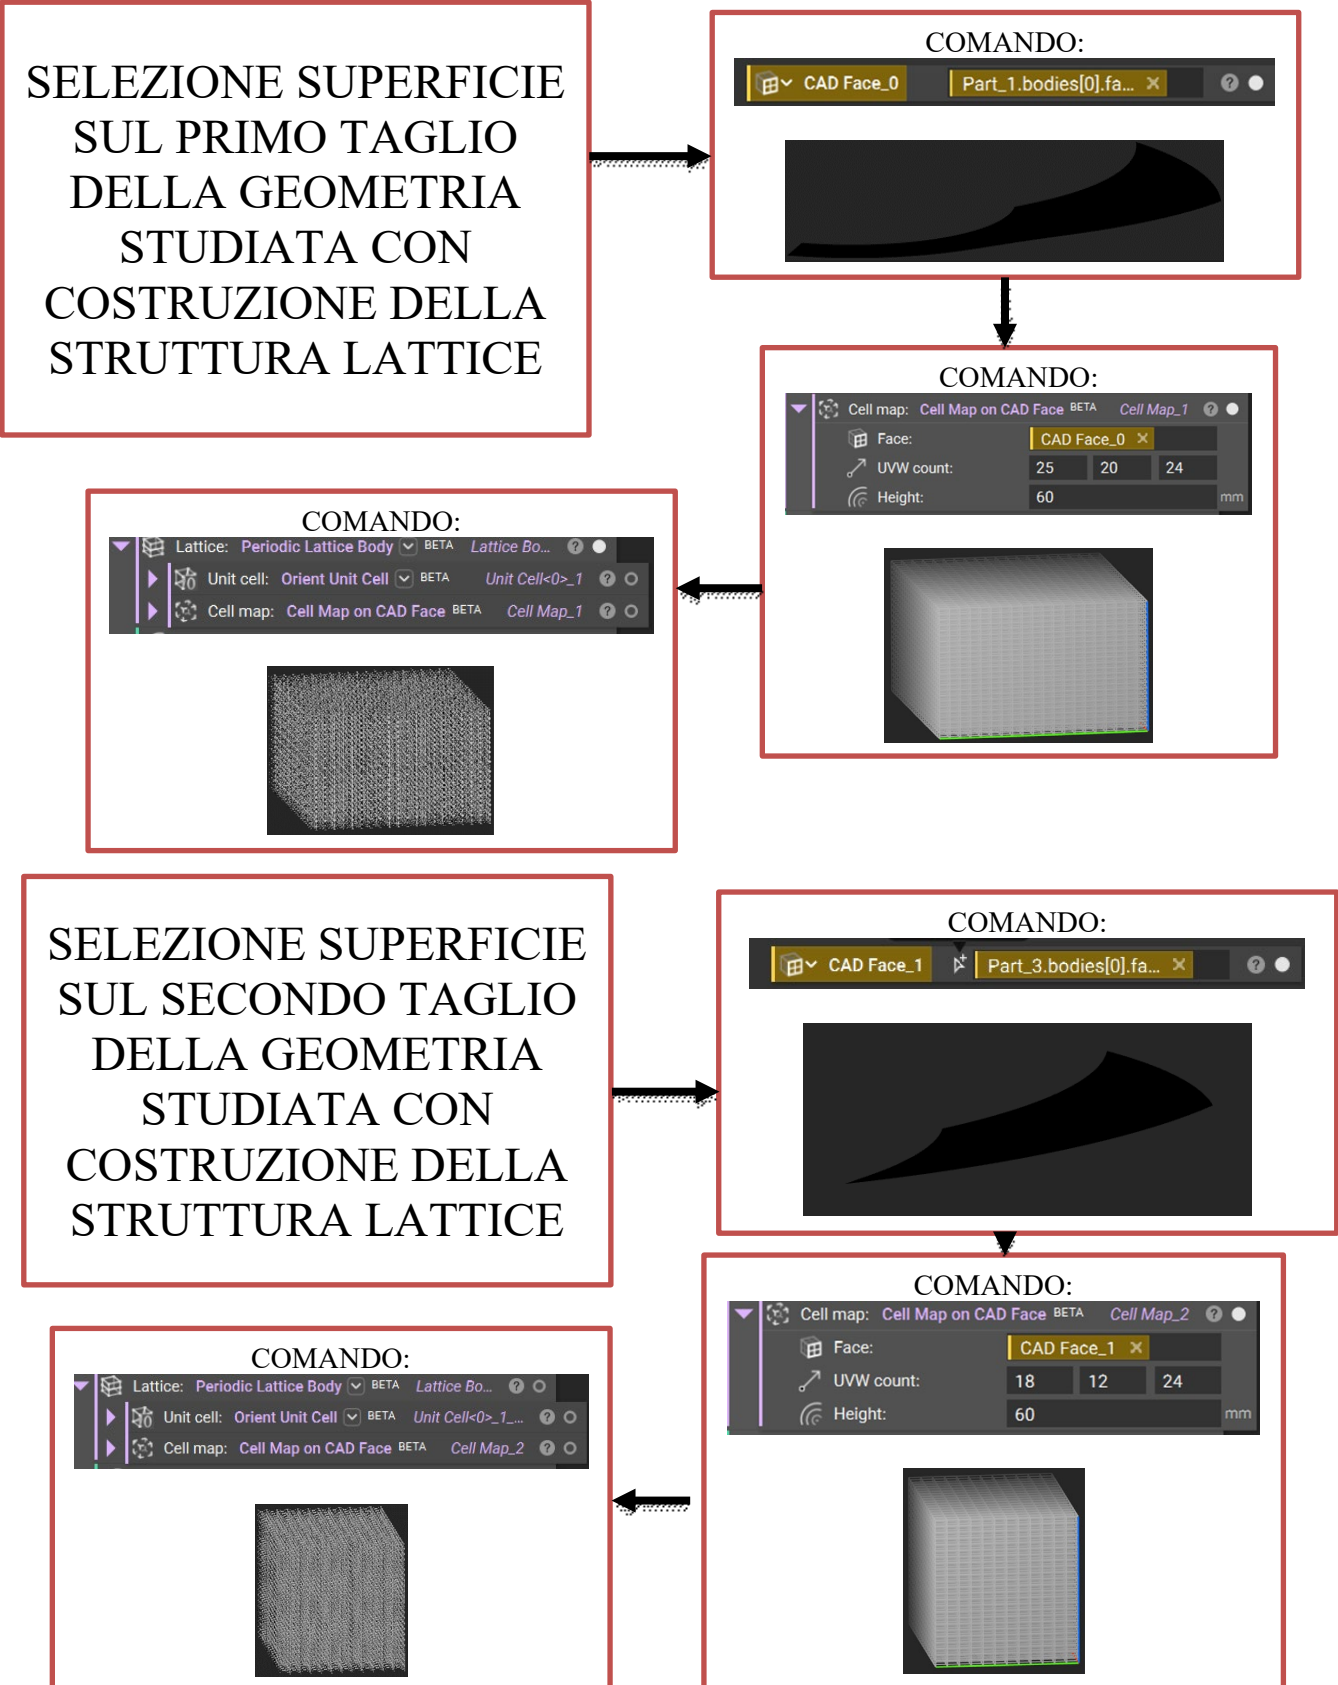 SELEZIONE SUPERFICIE
SUL PRIMO TAGLIO
DELLA GEOMETRIA
STUDIATA CON
COSTRUZIONE DELLA
STRUTTURA LATTICE
COMANDO:
CAD Face_0 Part_1.bodies[0].fa...
COMANDO:
Cell map: Cell Map on CAD Face BETA Cell Map_1
Face: CAD Face_0
UVW count: 25 20 24
Height: 60 mm
COMANDO:
Lattice: Periodic Lattice Body BETA Lattice Bo...
Unit cell: Orient Unit Cell BETA Unit Cell<0>_1
Cell map: Cell Map on CAD Face BETA Cell Map_1
SELEZIONE SUPERFICIE
SUL SECONDO TAGLIO
DELLA GEOMETRIA
STUDIATA CON
COSTRUZIONE DELLA
STRUTTURA LATTICE
COMANDO:
CAD Face_1 Part_3.bodies[0].fa...
COMANDO:
Cell map: Cell Map on CAD Face BETA Cell Map_2
Face: CAD Face_1
UVW count: 18 12 24
Height: 60 mm
COMANDO:
Lattice: Periodic Lattice Body BETA Lattice Bo...
Unit cell: Orient Unit Cell BETA Unit Cell<0>_1_...
Cell map: Cell Map on CAD Face BETA Cell Map_2